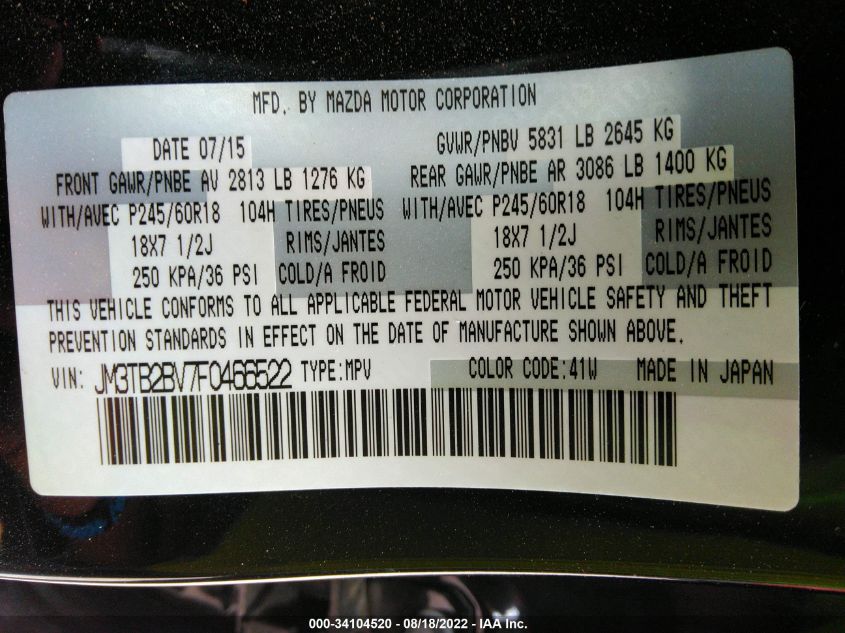 MFD. BY MAZDA MOTOR CORPORATION
DATE 07/15 GVWR/PNBV 5831 LB 2645 KG
FRONT GAWR/PNBE AV 2813 LB 1276 KG REAR GAWR/PNBE AR 3086 LB 1400 KG
WITH/AVEC P245/60R18 104H TIRES/PNEUS WITH/AVEC P245/60R18 104H TIRES/PNEUS
18X7 1/2J RIMS/JANTES 18X7 1/2J RIMS/JANTES
250 KPA/36 PSI COLD/A FROID 250 KPA/36 PSI COLD/A FROID
THIS VEHICLE CONFORMS TO ALL APPLICABLE FEDERAL MOTOR VEHICLE SAFETY AND THEFT
PREVENTION STANDARDS IN EFFECT ON THE DATE OF MANUFACTURE SHOWN ABOVE.
VIN: JM3TB2BV7F0466522 TYPE:MPV COLOR CODE:41W MADE IN JAPAN
000-34104520 - 08/18/2022 - IAA Inc.